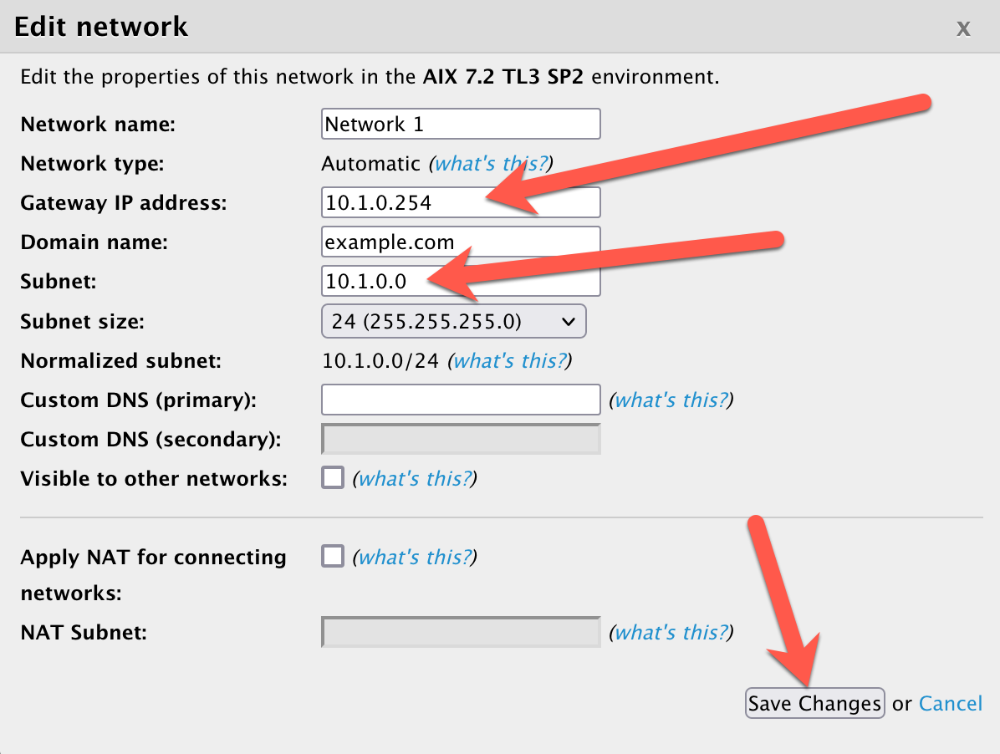 Edit network x
Edit the properties of this network in the AIX 7.2 TL3 SP2 environment.
Network name: Network 1
Network type: Automatic (what's this?)
Gateway IP address: 10.1.0.254
Domain name: example.com
Subnet: 10.1.0.0
Subnet size: 24 (255.255.255.0)
Normalized subnet: 10.1.0.0/24 (what's this?)
Custom DNS (primary): (what's this?)
Custom DNS (secondary):
Visible to other networks: (what's this?)
Apply NAT for connecting (what's this?)
networks:
NAT Subnet: (what's this?)
Save Changes or Cancel